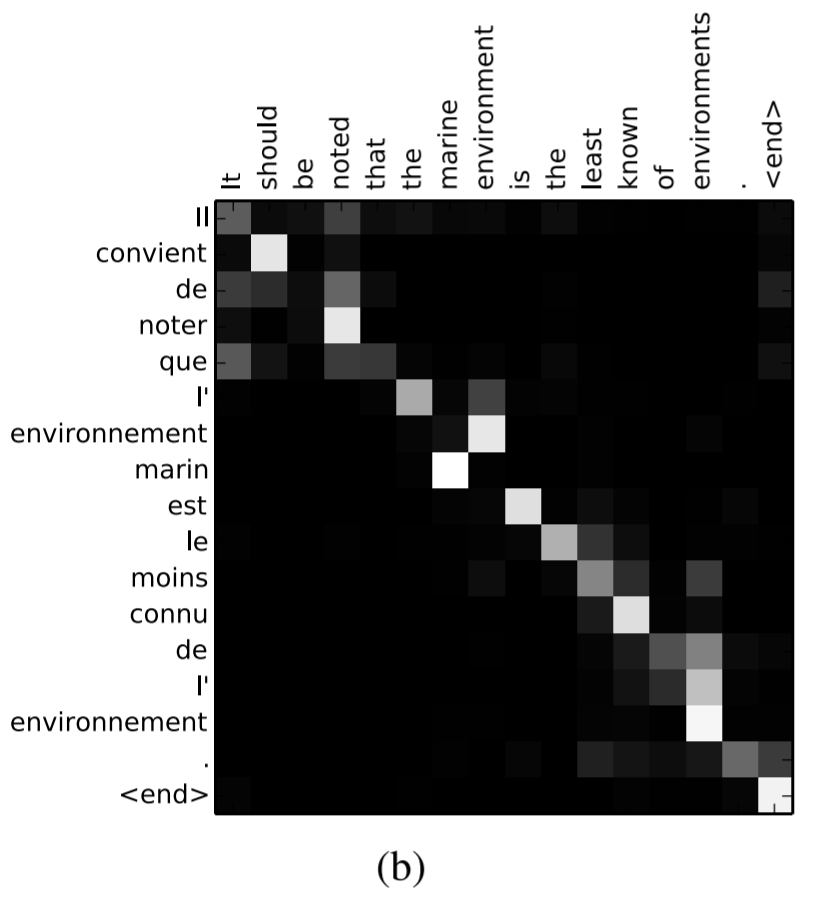 It
should
be
noted
that
the
marine
environment
is
the
least
known
of
environments
.
<end>
Il
convient
de
noter
que
l'
environnement
marin
est
le
moins
connu
de
l'
environnement
.
<end>
(b)